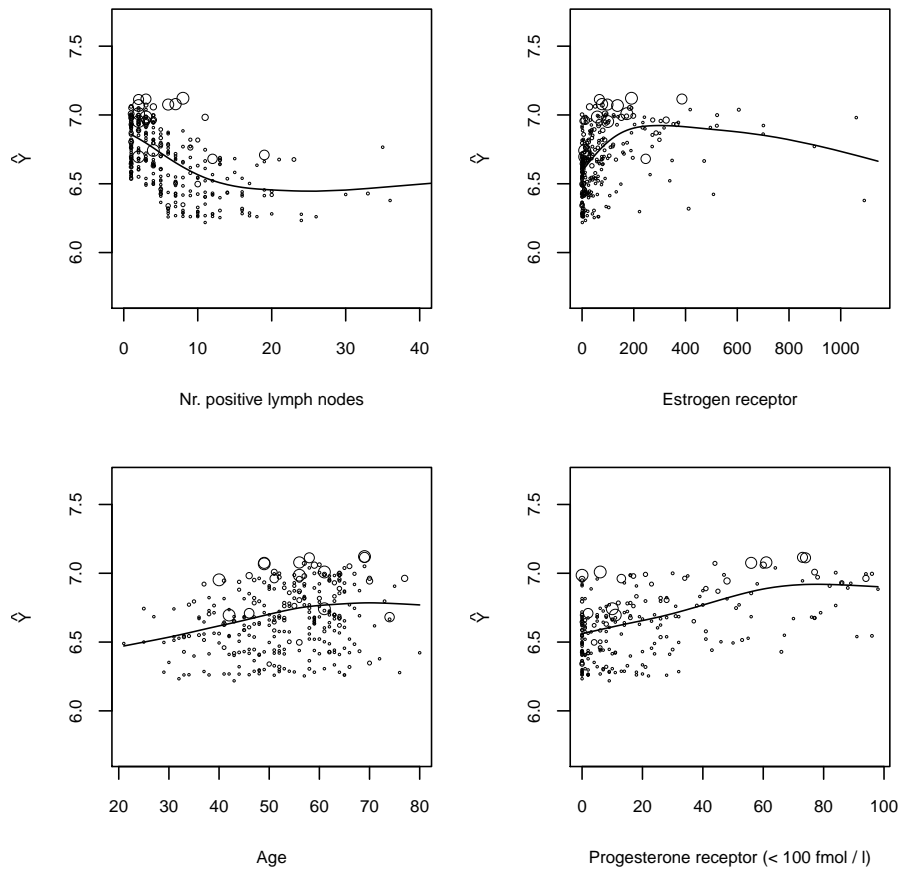 7.5
7.0
6.5
6.0
Ŷ
0 10 20 30 40
Nr. positive lymph nodes
7.5
7.0
6.5
6.0
Ŷ
0 200 400 600 800 1000
Estrogen receptor
7.5
7.0
6.5
6.0
Ŷ
20 30 40 50 60 70 80
Age
7.5
7.0
6.5
6.0
Ŷ
0 20 40 60 80 100
Progesterone receptor (< 100 fmol / l)